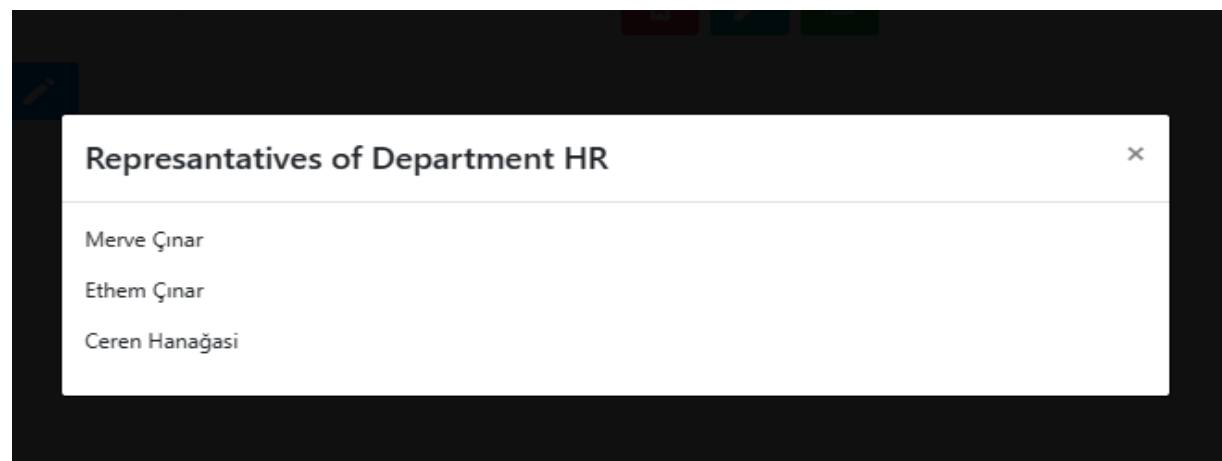 Represantatives of Department HR
×
Merve Çınar
Ethem Çınar
Ceren Hanağasi